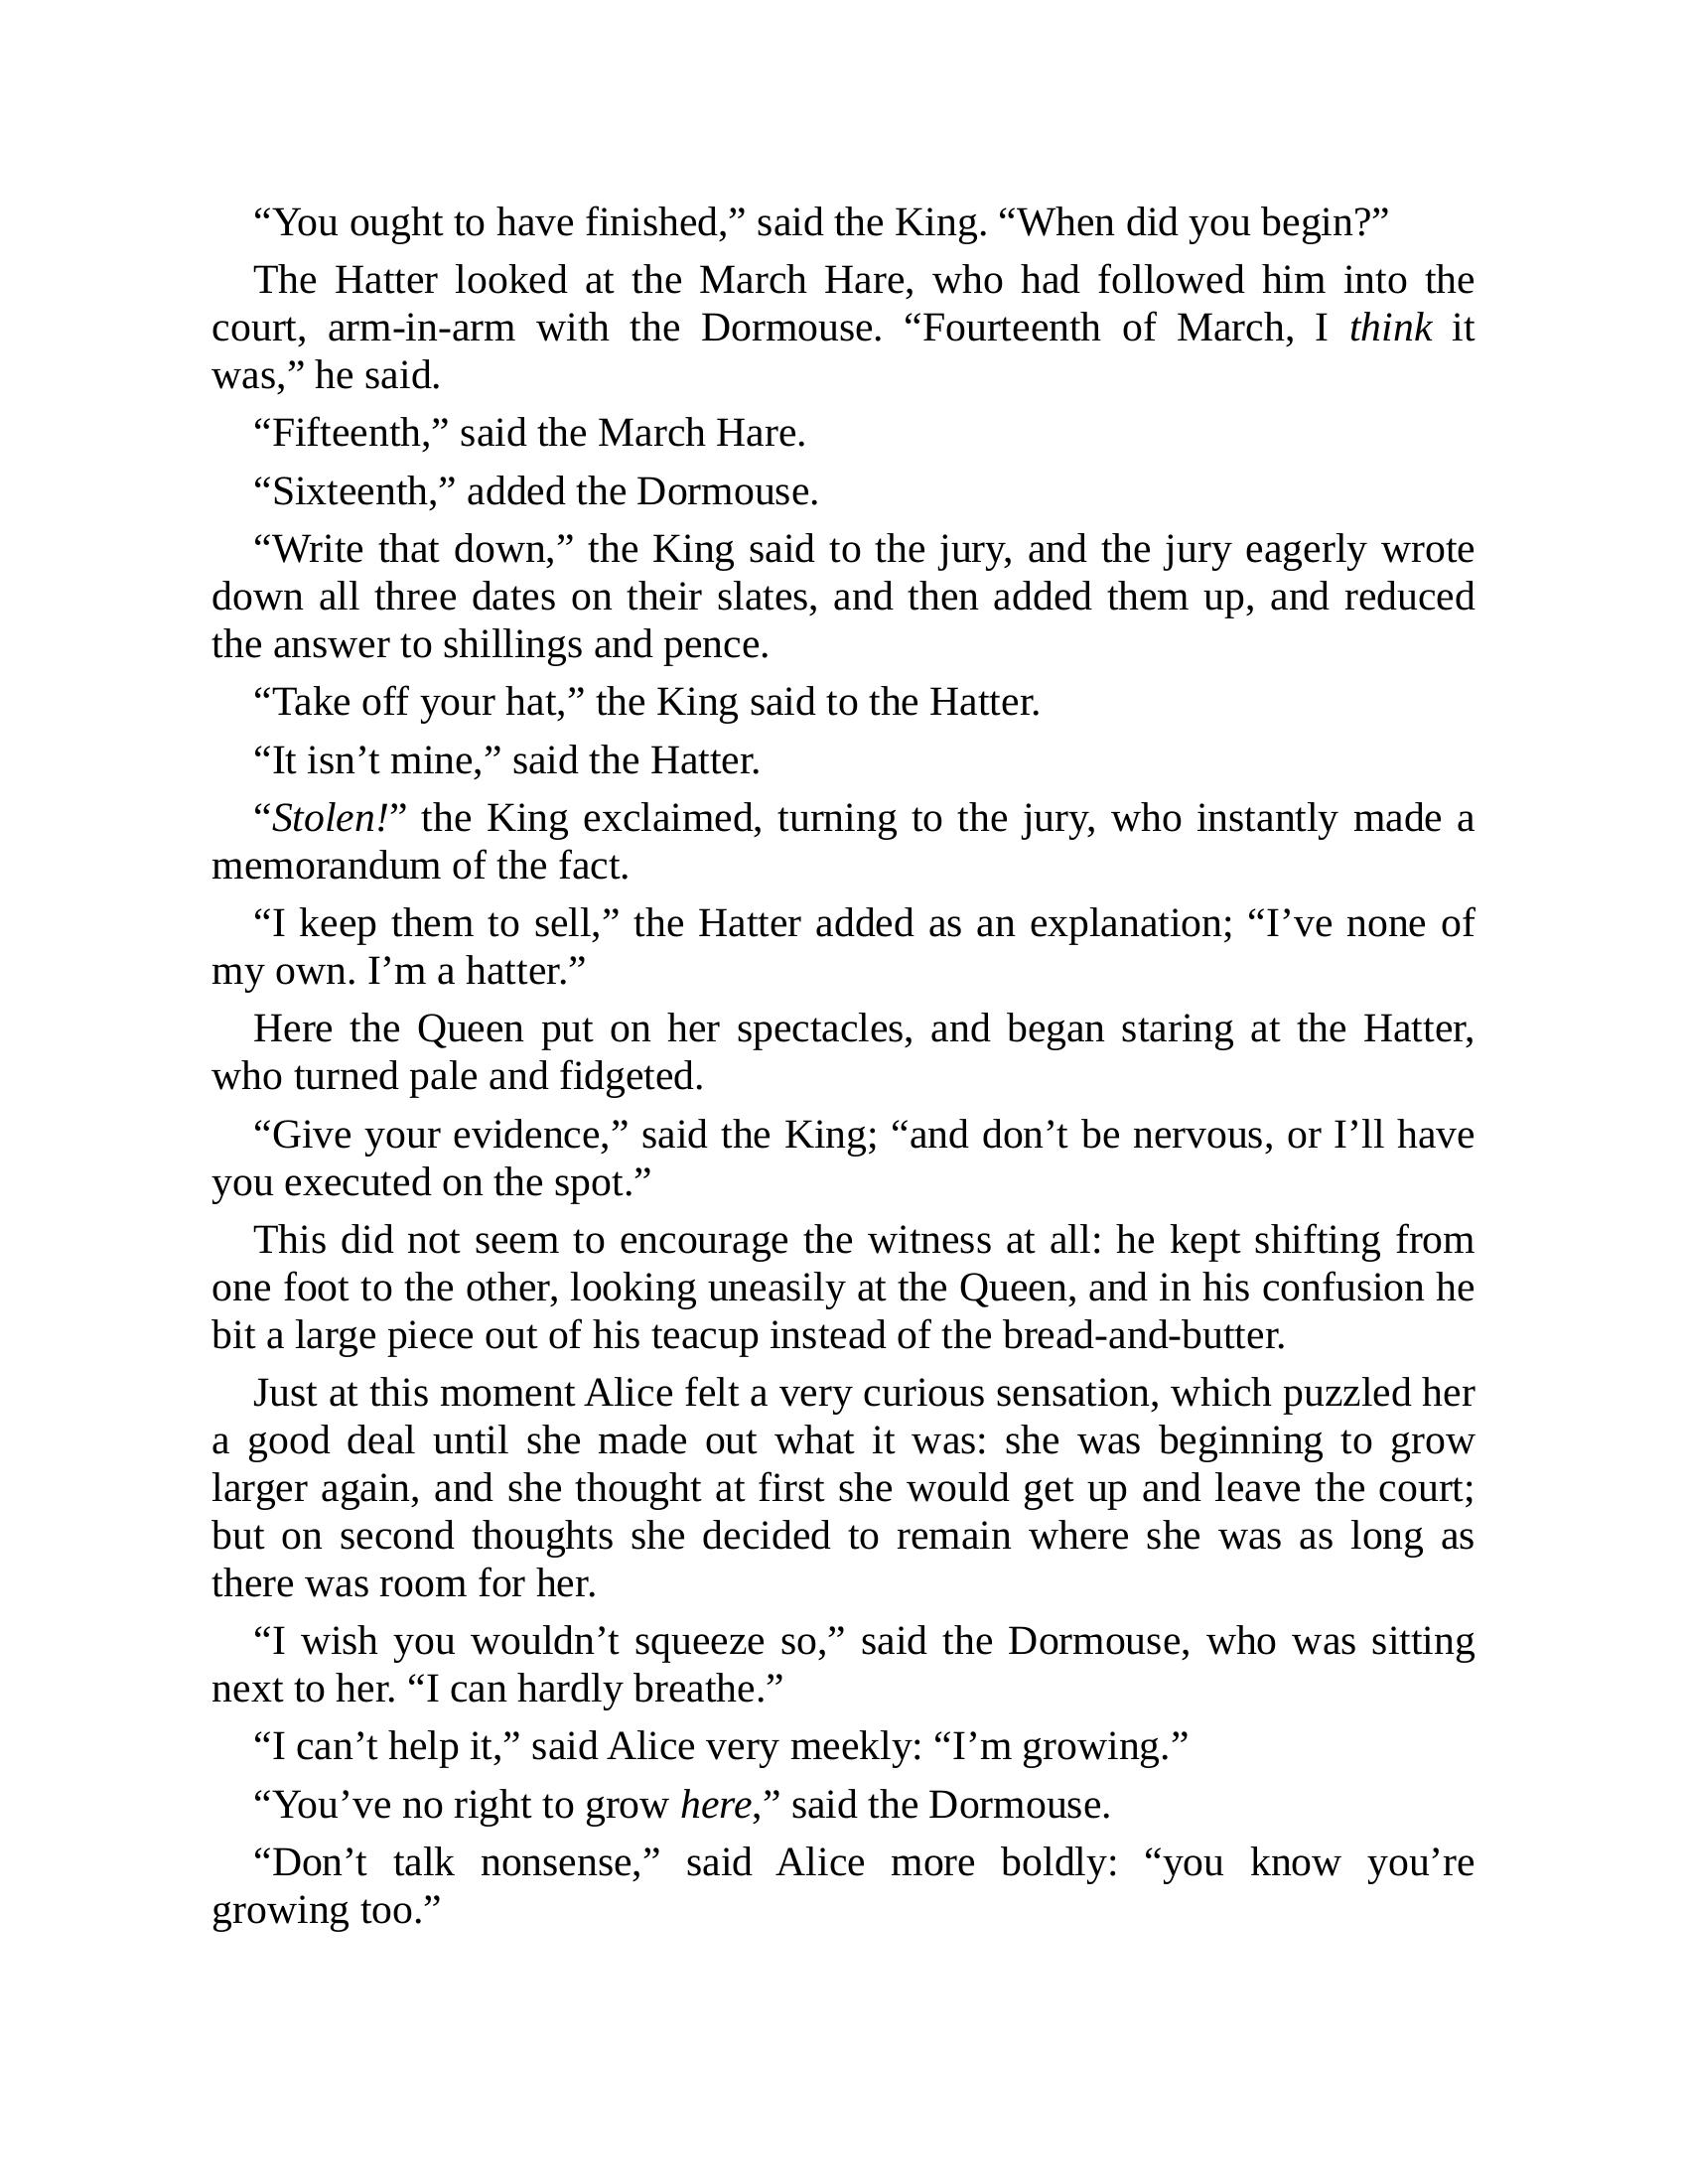 “You ought to have finished,” said the King. “When did you begin?”
The Hatter looked at the March Hare, who had followed him into the
court, arm-in-arm with the Dormouse. “Fourteenth of March, I think it
was,” he said.
“Fifteenth,” said the March Hare.
“Sixteenth,” added the Dormouse.
“Write that down,” the King said to the jury, and the jury eagerly wrote
down all three dates on their slates, and then added them up, and reduced
the answer to shillings and pence.
“Take off your hat,” the King said to the Hatter.
“It isn’t mine,” said the Hatter.
“Stolen!” the King exclaimed, turning to the jury, who instantly made a
memorandum of the fact.
“I keep them to sell,” the Hatter added as an explanation; “I’ve none of
my own. I’m a hatter.”
Here the Queen put on her spectacles, and began staring at the Hatter,
who turned pale and fidgeted.
“Give your evidence,” said the King; “and don’t be nervous, or I’ll have
you executed on the spot.”
This did not seem to encourage the witness at all: he kept shifting from
one foot to the other, looking uneasily at the Queen, and in his confusion he
bit a large piece out of his teacup instead of the bread-and-butter.
Just at this moment Alice felt a very curious sensation, which puzzled her
a good deal until she made out what it was: she was beginning to grow
larger again, and she thought at first she would get up and leave the court;
but on second thoughts she decided to remain where she was as long as
there was room for her.
“I wish you wouldn’t squeeze so,” said the Dormouse, who was sitting
next to her. “I can hardly breathe.”
“I can’t help it,” said Alice very meekly: “I’m growing.”
“You’ve no right to grow here,” said the Dormouse.
“Don’t talk nonsense,” said Alice more boldly: “you know you’re
growing too.”